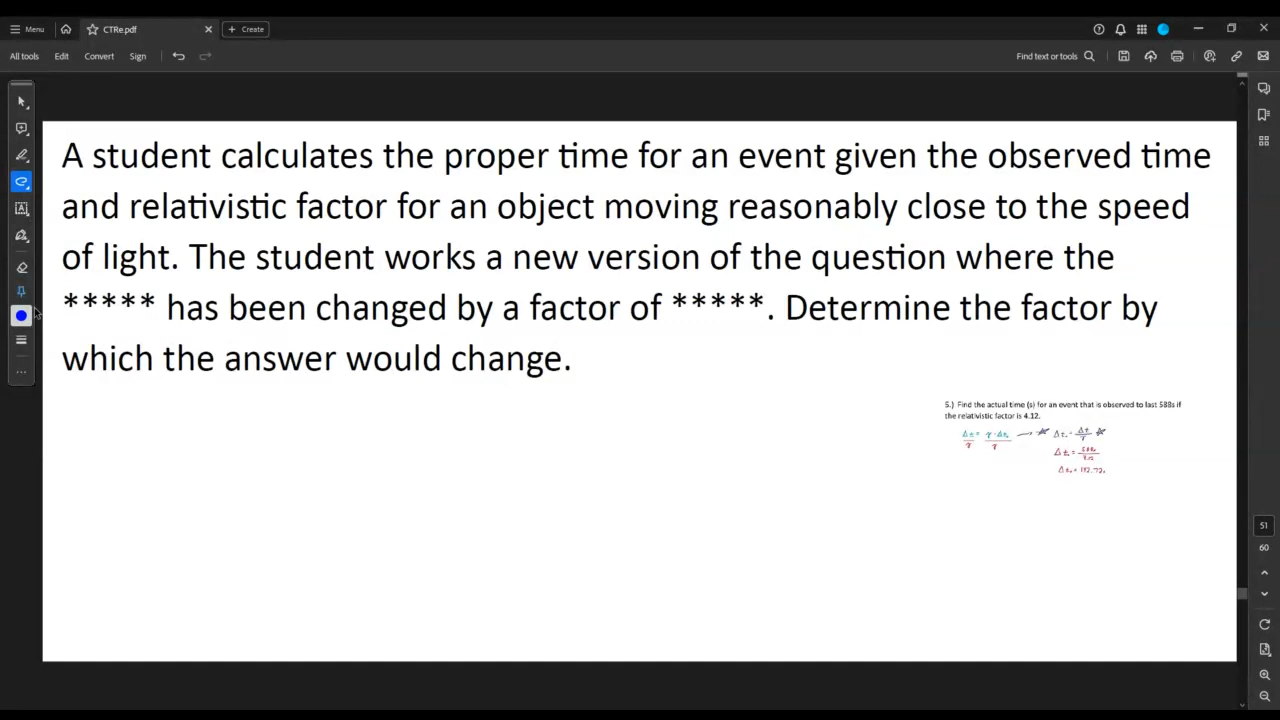 Menu
CTRe.pdf
Create
All tools
Edit
Convert
Sign
Find text or tools
A student calculates the proper time for an event given the observed time
and relativistic factor for an object moving reasonably close to the speed
of light. The student works a new version of the question where the
***** has been changed by a factor of *****. Determine the factor by
which the answer would change.
5.) Find the actual time (s) for an event that is observed to last 588s if
the relativistic factor is 4.12.
51
60